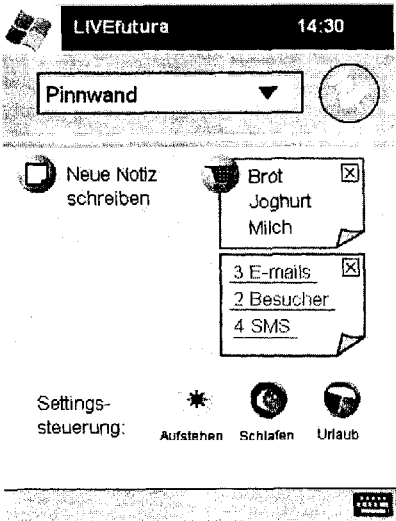 LIVEfutura 14:30
Pinnwand
Neue Notiz
schreiben
Brot
Joghurt
Milch
3 E-mails
2 Besucher
4 SMS
Settings-
steuerung:
Aufstehen Schlafen Urlaub